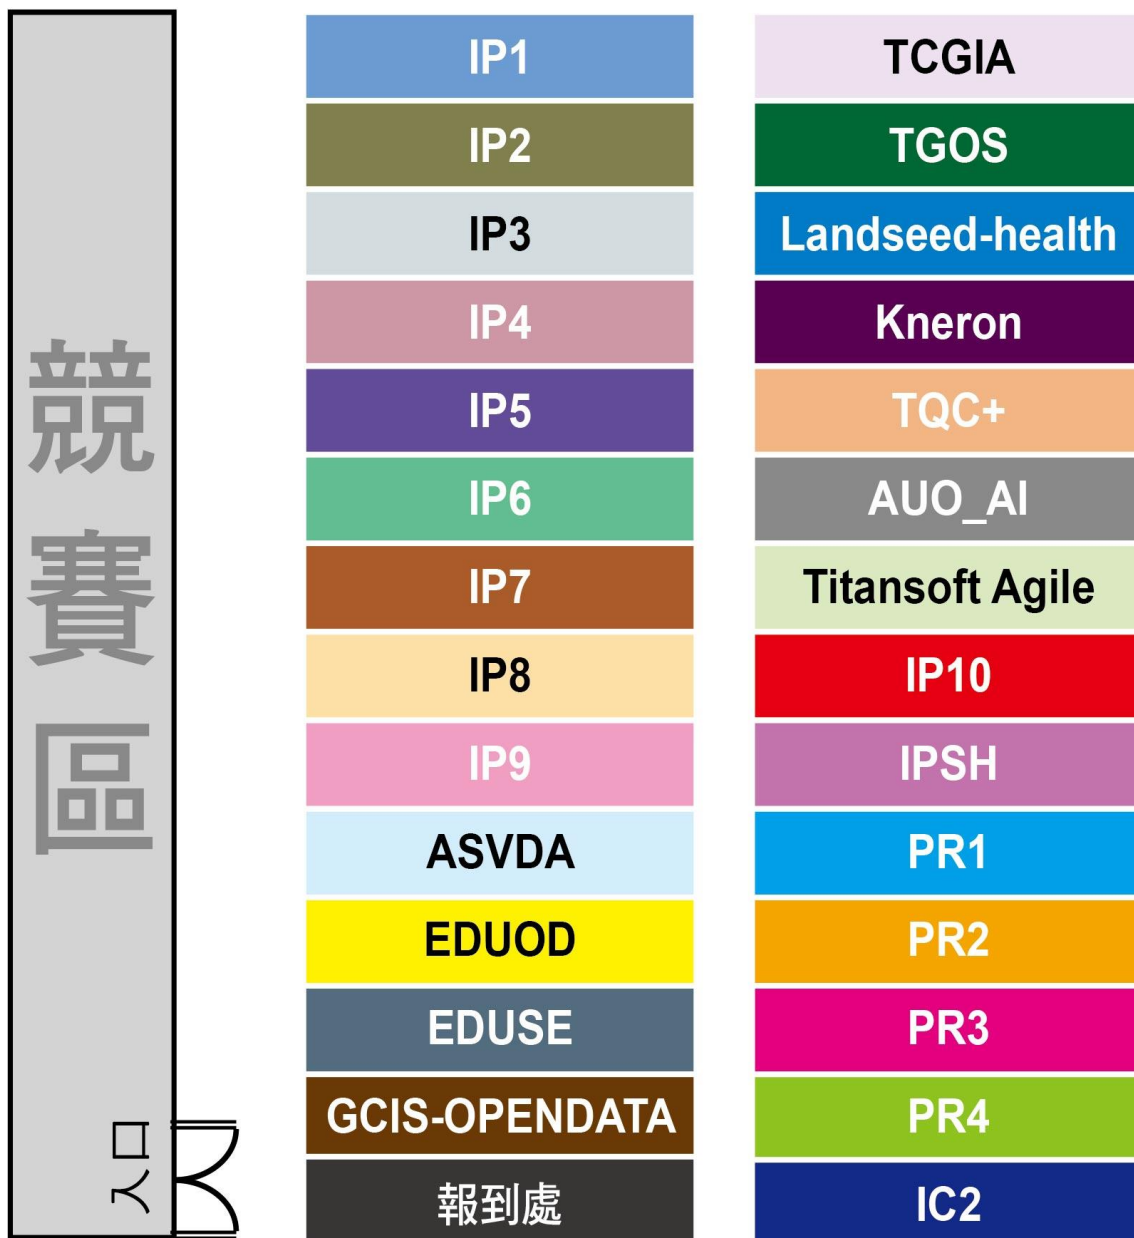 競賽區
入口
IP1
IP2
IP3
IP4
IP5
IP6
IP7
IP8
IP9
ASVDA
EDUOD
EDUSE
GCIS-OPENDATA
報到處
TCGIA
TGOS
Landseed-health
Kneron
TQC+
AUO_AI
Titansoft Agile
IP10
IPSH
PR1
PR2
PR3
PR4
IC2